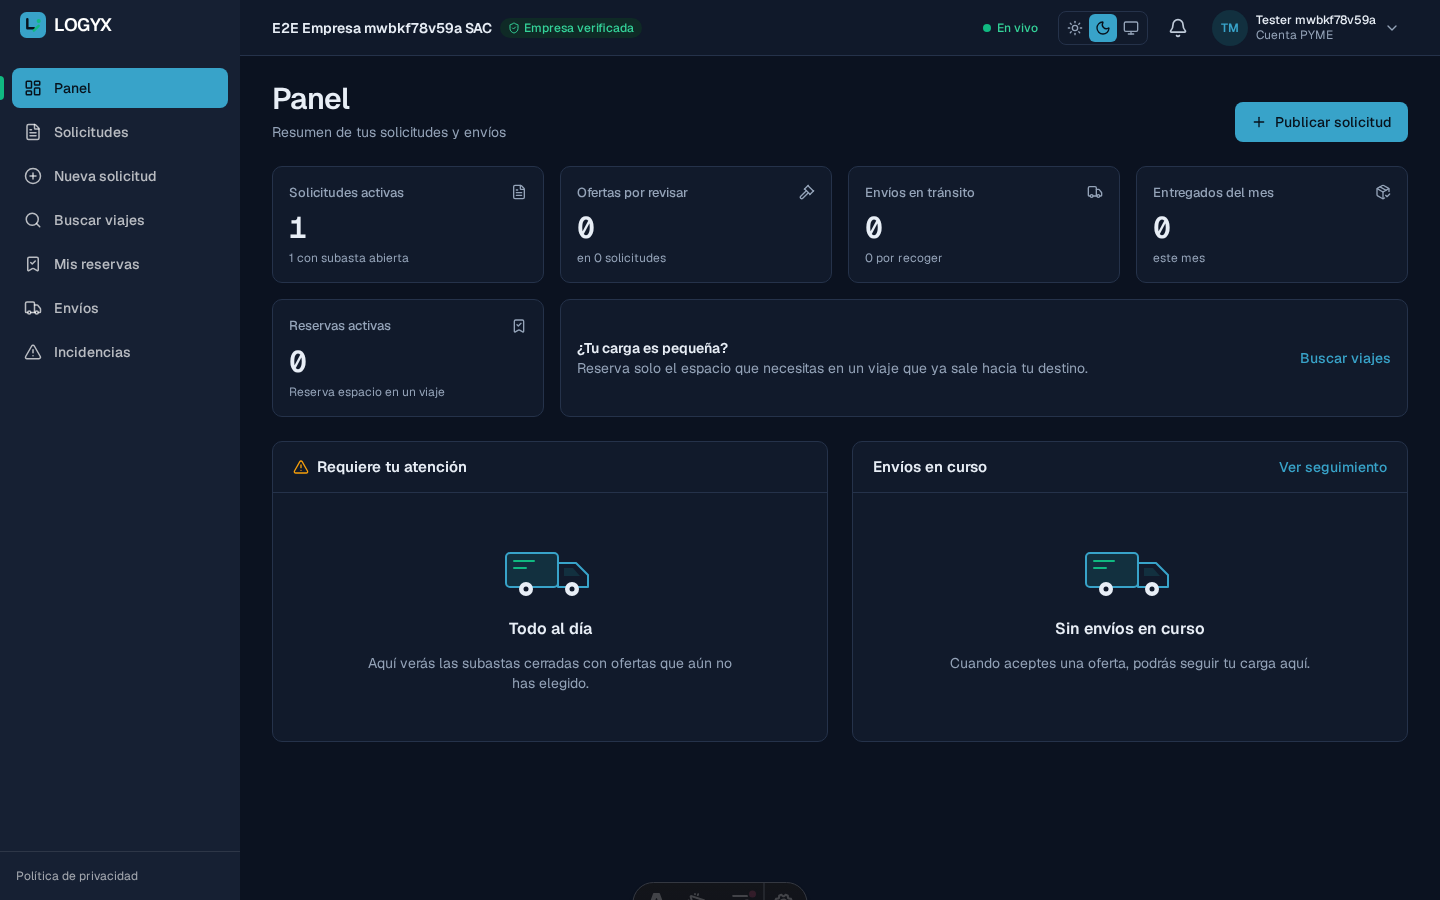 LOGYX
E2E Empresa mwbkf78v59a SAC
Empresa verificada
En vivo
TM
Tester mwbkf78v59a
Cuenta PYME
Panel
Solicitudes
Nueva solicitud
Buscar viajes
Mis reservas
Envíos
Incidencias
Política de privacidad
Panel
Resumen de tus solicitudes y envíos
Publicar solicitud
Solicitudes activas
1
1 con subasta abierta
Ofertas por revisar
0
en 0 solicitudes
Envíos en tránsito
0
0 por recoger
Entregados del mes
0
este mes
Reservas activas
0
Reserva espacio en un viaje
¿Tu carga es pequeña?
Reserva solo el espacio que necesitas en un viaje que ya sale hacia tu destino.
Buscar viajes
Requiere tu atención
Todo al día
Aquí verás las subastas cerradas con ofertas que aún no
has elegido.
Envíos en curso
Ver seguimiento
Sin envíos en curso
Cuando aceptes una oferta, podrás seguir tu carga aquí.